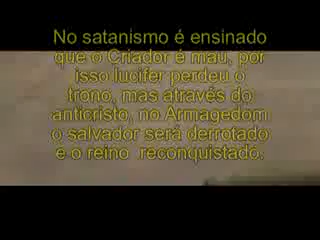 No satanismo é ensinado
que o Criador é mau, por
isso lucifer perdeu o
trono, mas através do
anticristo, no Armagedom
o salvador será derrotado
e o reino  reconquistado.